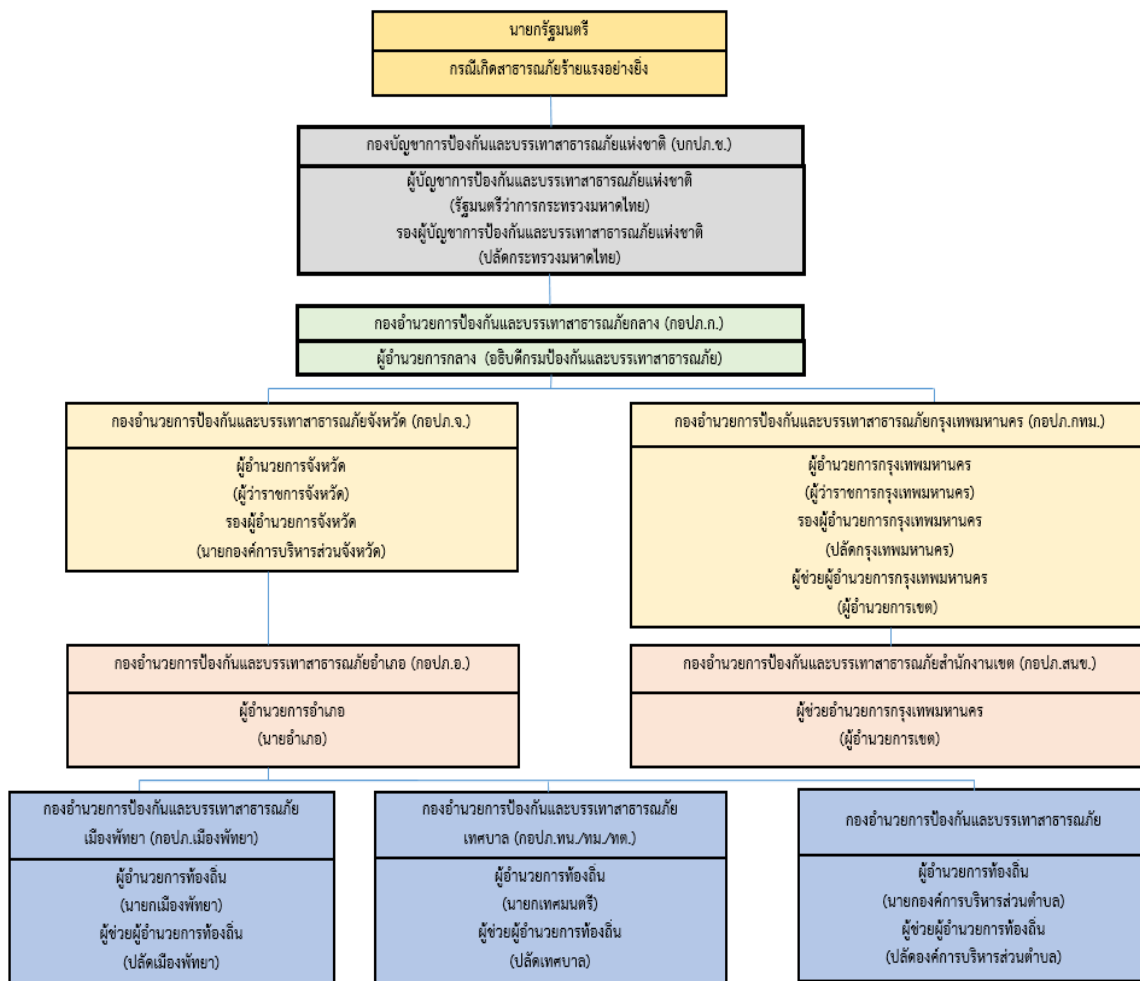 นายกรัฐมนตรี
กรณีเกิดสาธารณภัยร้ายแรงอย่างยิ่ง
กองบัญชาการป้องกันและบรรเทาสาธารณภัยแห่งชาติ (บกปภ.ช.)
ผู้บัญชาการป้องกันและบรรเทาสาธารณภัยแห่งชาติ
(รัฐมนตรีว่าการกระทรวงมหาดไทย)
รองผู้บัญชาการป้องกันและบรรเทาสาธารณภัยแห่งชาติ
(ปลัดกระทรวงมหาดไทย)
กองอำนวยการป้องกันและบรรเทาสาธารณภัยกลาง (กอปภ.ก.)
ผู้อำนวยการกลาง (อธิบดีกรมป้องกันและบรรเทาสาธารณภัย)
กองอำนวยการป้องกันและบรรเทาสาธารณภัยจังหวัด (กอปภ.จ.)
ผู้อำนวยการจังหวัด
(ผู้ว่าราชการจังหวัด)
รองผู้อำนวยการจังหวัด
(นายกองค์การบริหารส่วนจังหวัด)
กองอำนวยการป้องกันและบรรเทาสาธารณภัยกรุงเทพมหานคร (กอปภ.กทม.)
ผู้อำนวยการกรุงเทพมหานคร
(ผู้ว่าราชการกรุงเทพมหานคร)
รองผู้อำนวยการกรุงเทพมหานคร
(ปลัดกรุงเทพมหานคร)
ผู้ช่วยผู้อำนวยการกรุงเทพมหานคร
(ผู้อำนวยการเขต)
กองอำนวยการป้องกันและบรรเทาสาธารณภัยอำเภอ (กอปภ.อ.)
ผู้อำนวยการอำเภอ
(นายอำเภอ)
กองอำนวยการป้องกันและบรรเทาสาธารณภัยสำนักงานเขต (กอปภ.สนข.)
ผู้ช่วยอำนวยการกรุงเทพมหานคร
(ผู้อำนวยการเขต)
กองอำนวยการป้องกันและบรรเทาสาธารณภัย
เมืองพัทยา (กอปภ.เมืองพัทยา)
ผู้อำนวยการท้องถิ่น
(นายกเมืองพัทยา)
ผู้ช่วยผู้อำนวยการท้องถิ่น
(ปลัดเมืองพัทยา)
กองอำนวยการป้องกันและบรรเทาสาธารณภัย
เทศบาล (กอปภ.ทน./ทม./ทต.)
ผู้อำนวยการท้องถิ่น
(นายกเทศมนตรี)
ผู้ช่วยผู้อำนวยการท้องถิ่น
(ปลัดเทศบาล)
กองอำนวยการป้องกันและบรรเทาสาธารณภัย
ผู้อำนวยการท้องถิ่น
(นายกองค์การบริหารส่วนตำบล)
ผู้ช่วยผู้อำนวยการท้องถิ่น
(ปลัดองค์การบริหารส่วนตำบล)